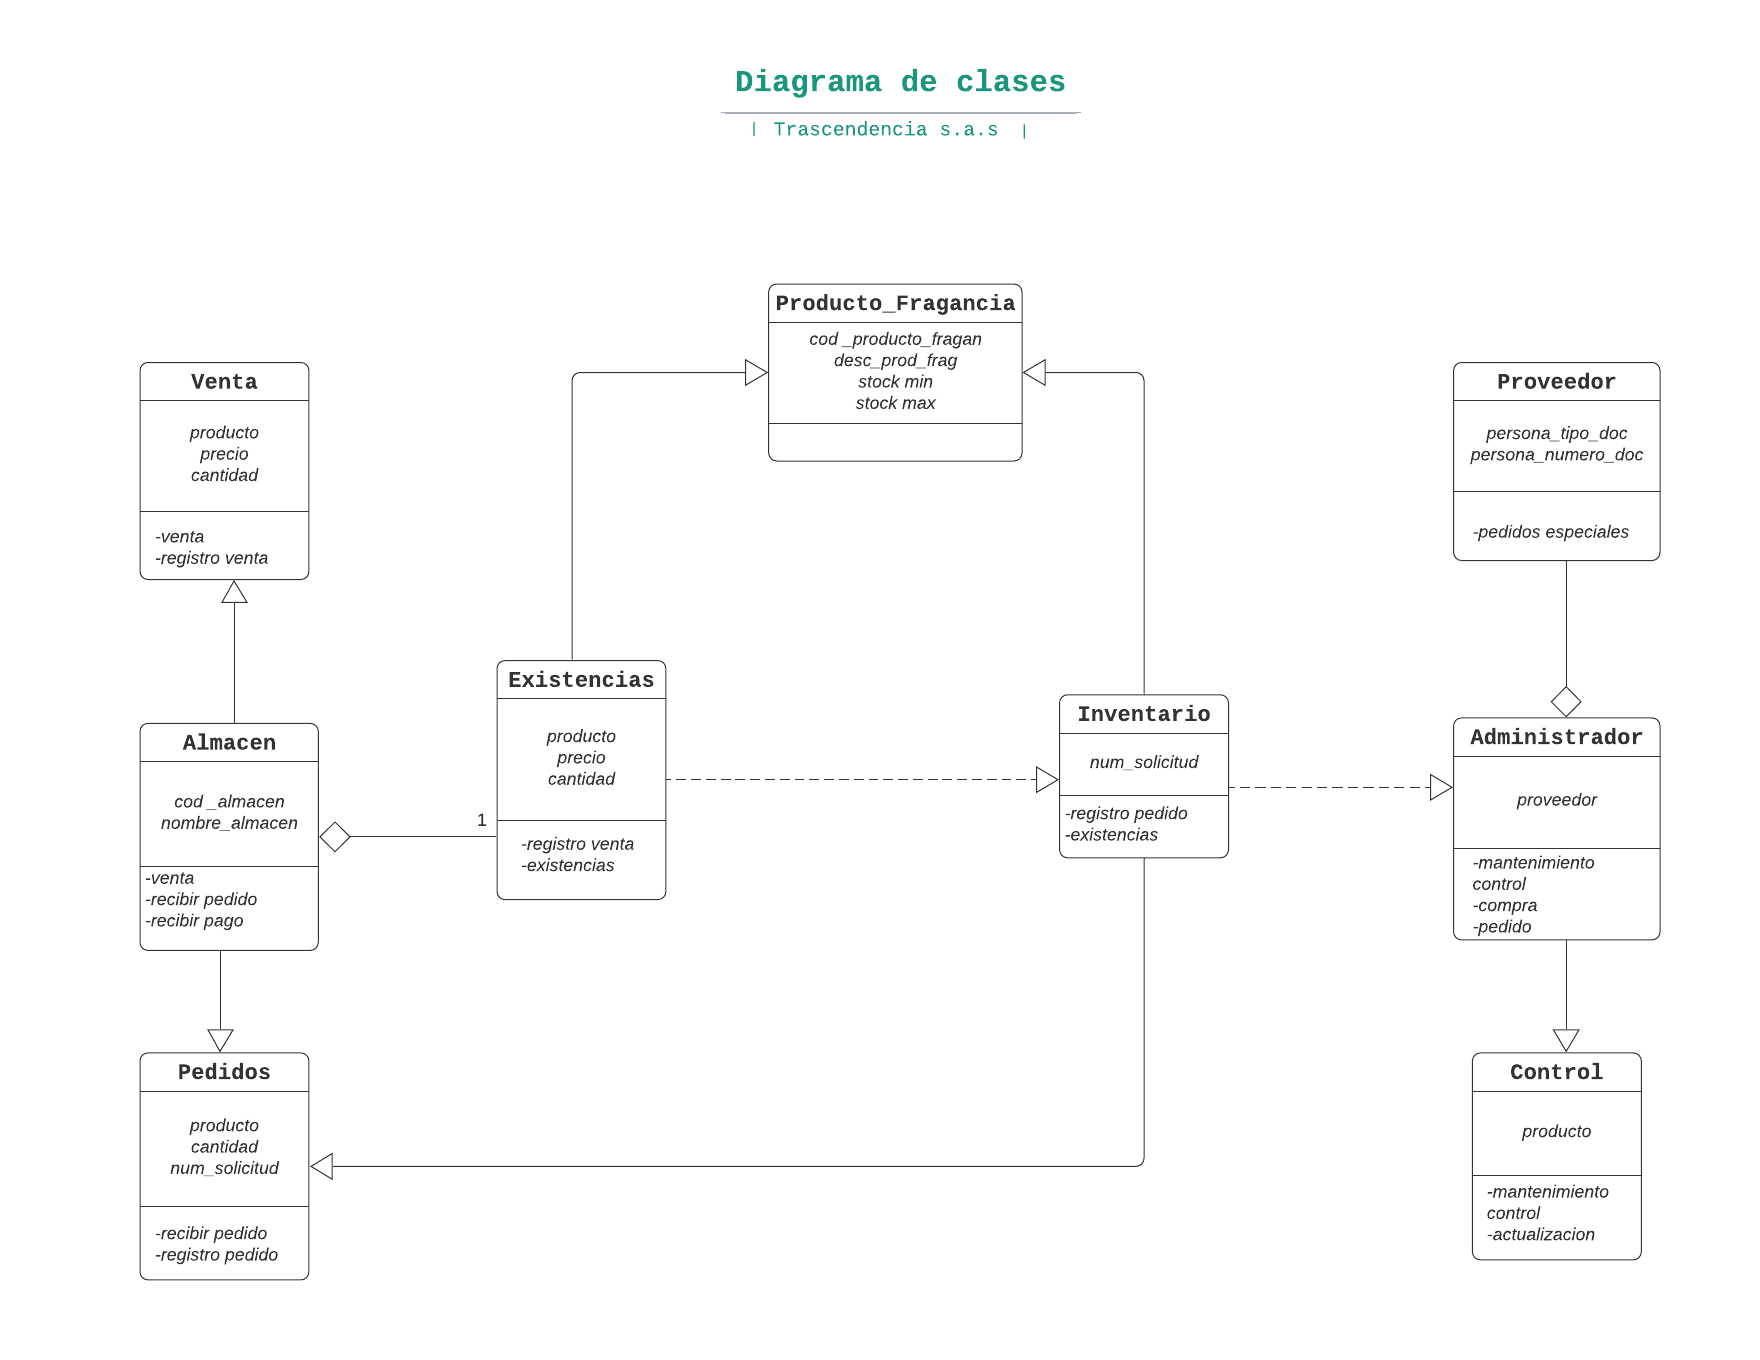 Diagrama de clases
| Trascendencia s.a.s |
Producto_Fragancia
cod _producto_fragan
desc_prod_frag
stock min
stock max
Venta
producto
precio
cantidad
-venta
-registro venta
Proveedor
persona_tipo_doc
persona_numero_doc
-pedidos especiales
Existencias
producto
precio
cantidad
-registro venta
-existencias
Inventario
num_solicitud
-registro pedido
-existencias
Almacen
cod _almacen
nombre_almacen
-venta
-recibir pedido
-recibir pago
1
Administrador
proveedor
-mantenimiento
control
-compra
-pedido
Pedidos
producto
cantidad
num_solicitud
-recibir pedido
-registro pedido
Control
producto
-mantenimiento
control
-actualizacion